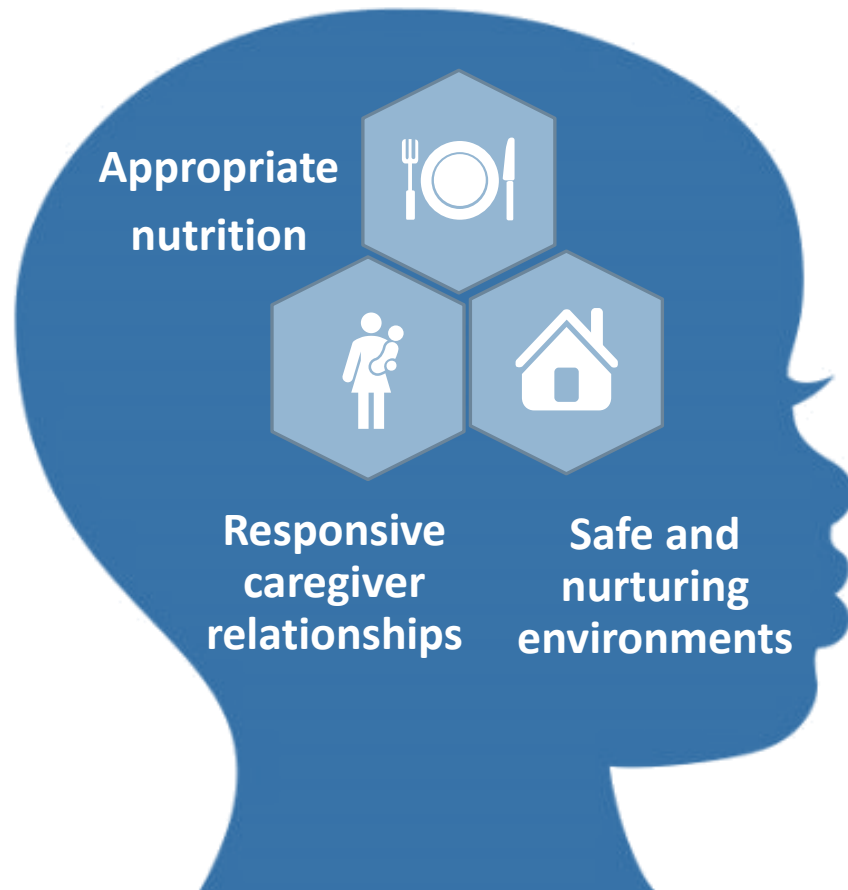 Appropriate
nutrition
Responsive
caregiver
relationships
Safe and
nurturing
environments